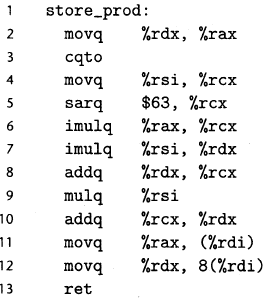 1 store_prod:
2 movq %rdx, %rax
3 cqto
4 movq %rsi, %rcx
5 sarq $63, %rcx
6 imulq %rax, %rcx
7 imulq %rsi, %rdx
8 addq %rdx, %rcx
9 mulq %rsi
10 addq %rcx, %rdx
11 movq %rax, (%rdi)
12 movq %rdx, 8(%rdi)
13 ret